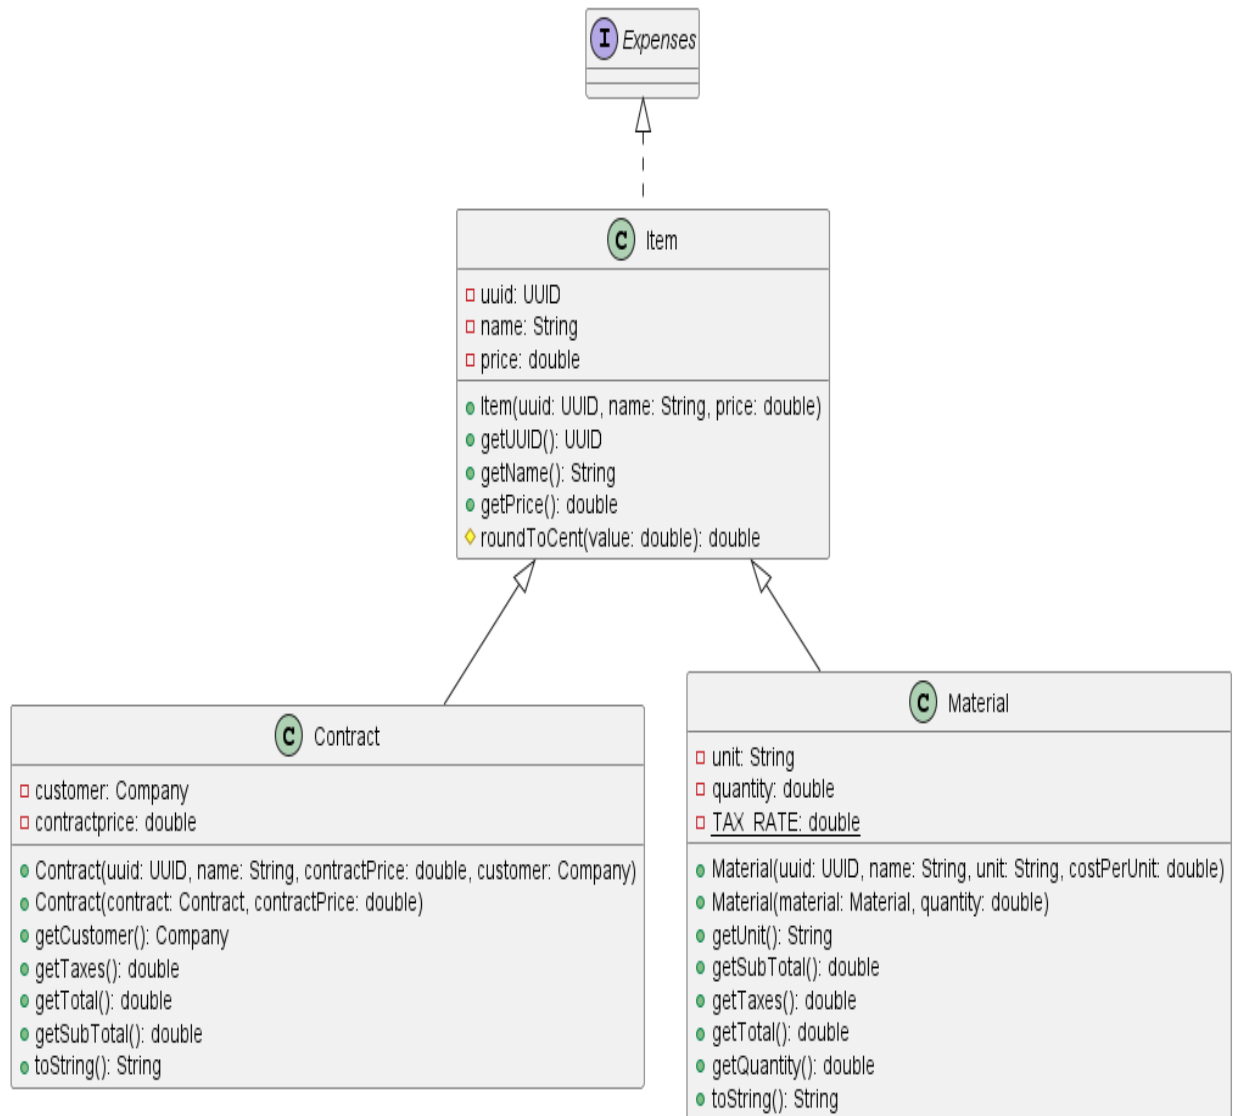 I Expenses
C Item
uuid: UUID
name: String
price: double
Item(uuid: UUID, name: String, price: double)
getUUID(): UUID
getName(): String
getPrice(): double
roundToCent(value: double): double
C Contract
customer: Company
contractprice: double
Contract(uuid: UUID, name: String, contractPrice: double, customer: Company)
Contract(contract: Contract, contractPrice: double)
getCustomer(): Company
getTaxes(): double
getTotal(): double
getSubTotal(): double
toString(): String
C Material
unit: String
quantity: double
TAX_RATE: double
Material(uuid: UUID, name: String, unit: String, costPerUnit: double)
Material(material: Material, quantity: double)
getUnit(): String
getSubTotal(): double
getTaxes(): double
getTotal(): double
getQuantity(): double
toString(): String